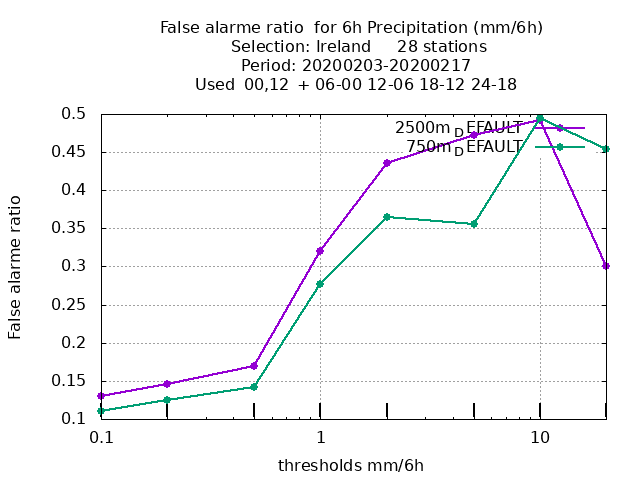 False alarme ratio for 6h Precipitation (mm/6h)
Selection: Ireland 28 stations
Period: 20200203-20200217
Used 00,12 + 06-00 12-06 18-12 24-18
0.5
0.45
0.4
0.35
0.3
0.25
0.2
0.15
0.1
False alarme ratio
2500m_DEFAULT
750m_DEFAULT
0.1 1 10
thresholds mm/6h